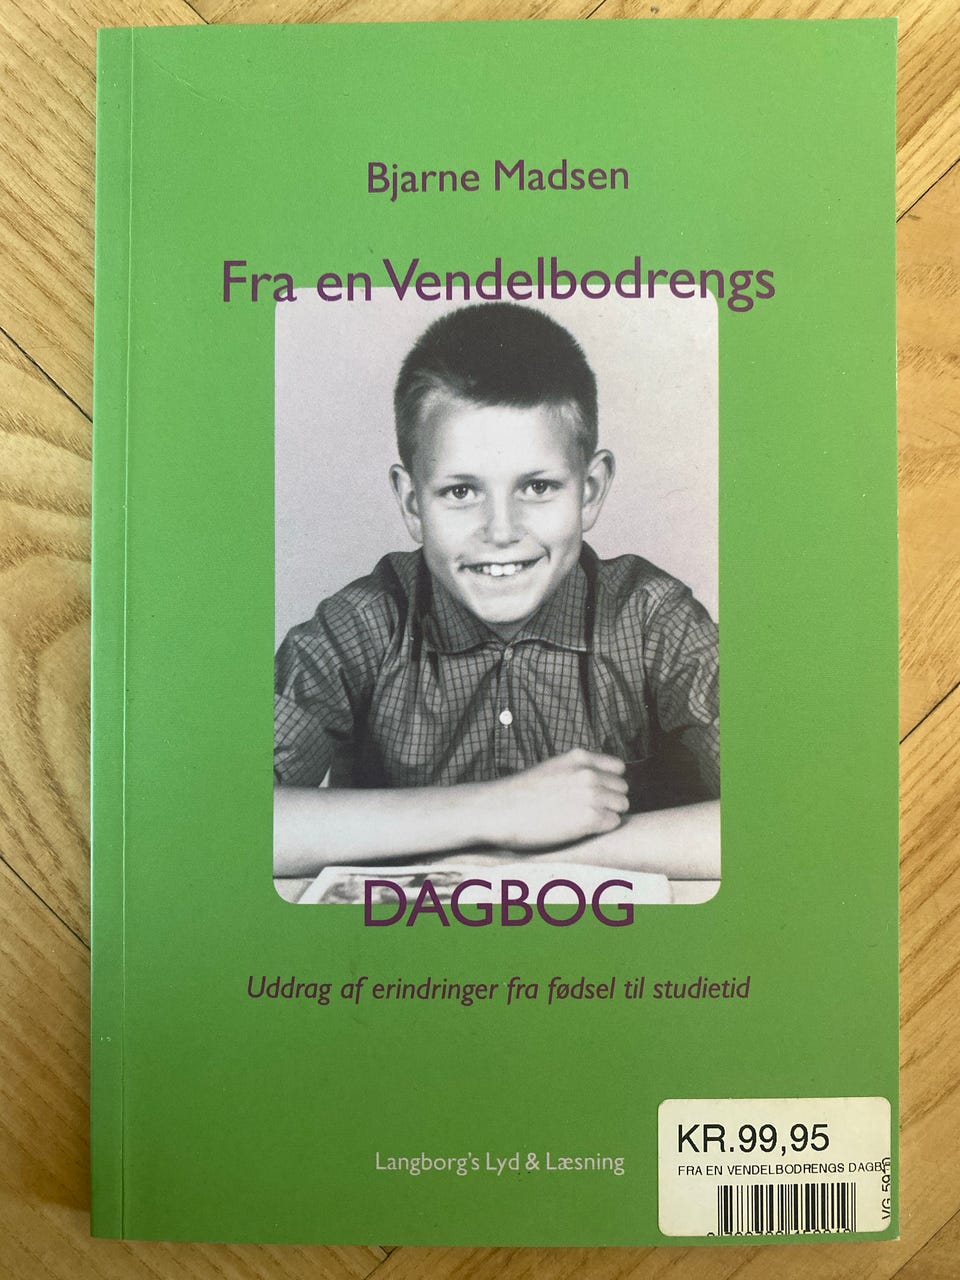 Bjarne Madsen
Fra en Vendelbodrengs
DAGBOG
Uddrag af erindringer fra fødsel til studietid
Langborg's Lyd & Læsning
KR.99,95
FRA EN VENDELBODRENGS DAGB